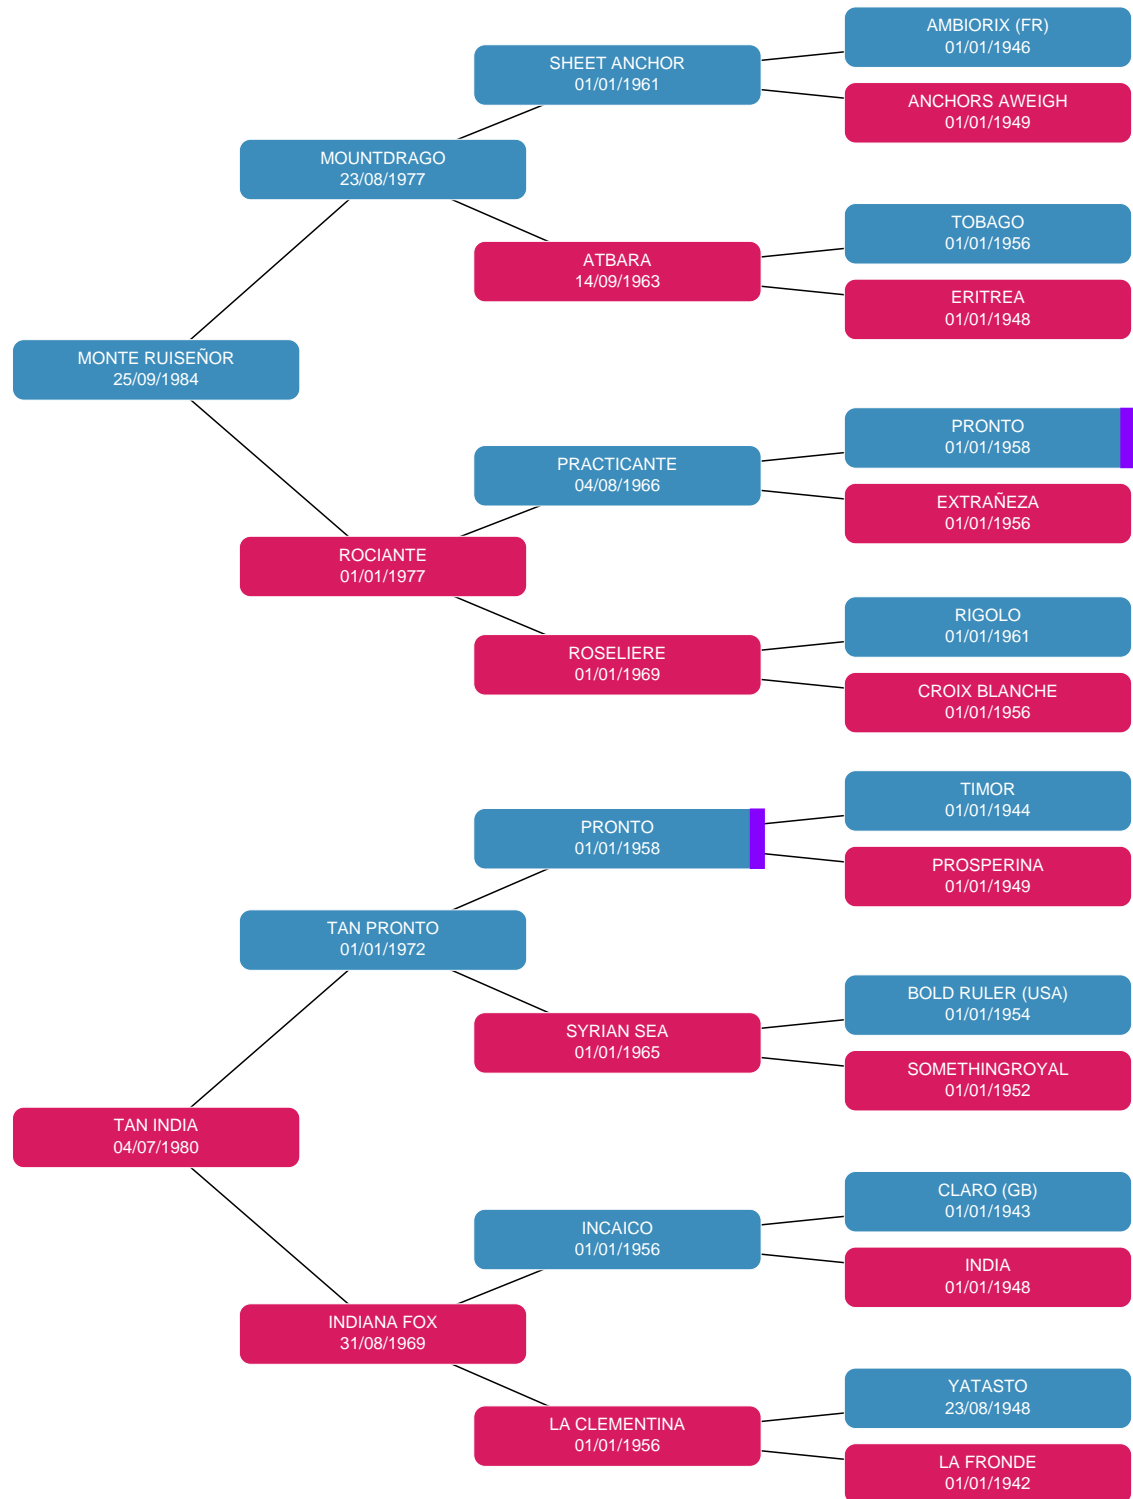 AMBIORIX (FR)
01/01/1946
SHEET ANCHOR
01/01/1961
ANCHORS AWEIGH
01/01/1949
MOUNTDRAGO
23/08/1977
TOBAGO
01/01/1956
ATBARA
14/09/1963
ERITREA
01/01/1948
MONTE RUISEÑOR
25/09/1984
PRONTO
01/01/1958
PRACTICANTE
04/08/1966
EXTRAÑEZA
01/01/1956
ROCIANTE
01/01/1977
RIGOLO
01/01/1961
ROSELIERE
01/01/1969
CROIX BLANCHE
01/01/1956
TIMOR
01/01/1944
PRONTO
01/01/1958
PROSPERINA
01/01/1949
TAN PRONTO
01/01/1972
BOLD RULER (USA)
01/01/1954
SYRIAN SEA
01/01/1965
SOMETHINGROYAL
01/01/1952
TAN INDIA
04/07/1980
CLARO (GB)
01/01/1943
INCAICO
01/01/1956
INDIA
01/01/1948
INDIANA FOX
31/08/1969
YATASTO
23/08/1948
LA CLEMENTINA
01/01/1956
LA FRONDE
01/01/1942